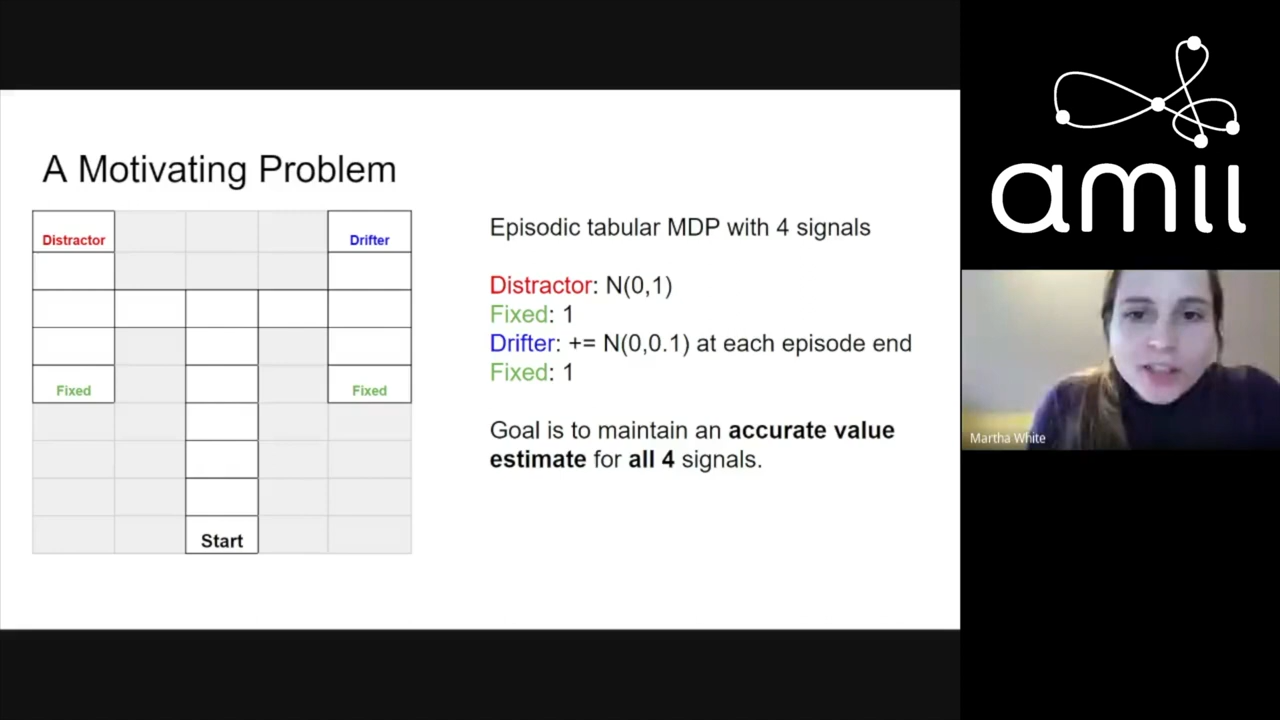 A Motivating Problem
Distractor
Drifter
Fixed
Fixed
Start
Episodic tabular MDP with 4 signals
Distractor: N(0,1)
Fixed: 1
Drifter: += N(0,0.1) at each episode end
Fixed: 1
Goal is to maintain an accurate value
estimate for all 4 signals.
amii
Martha White